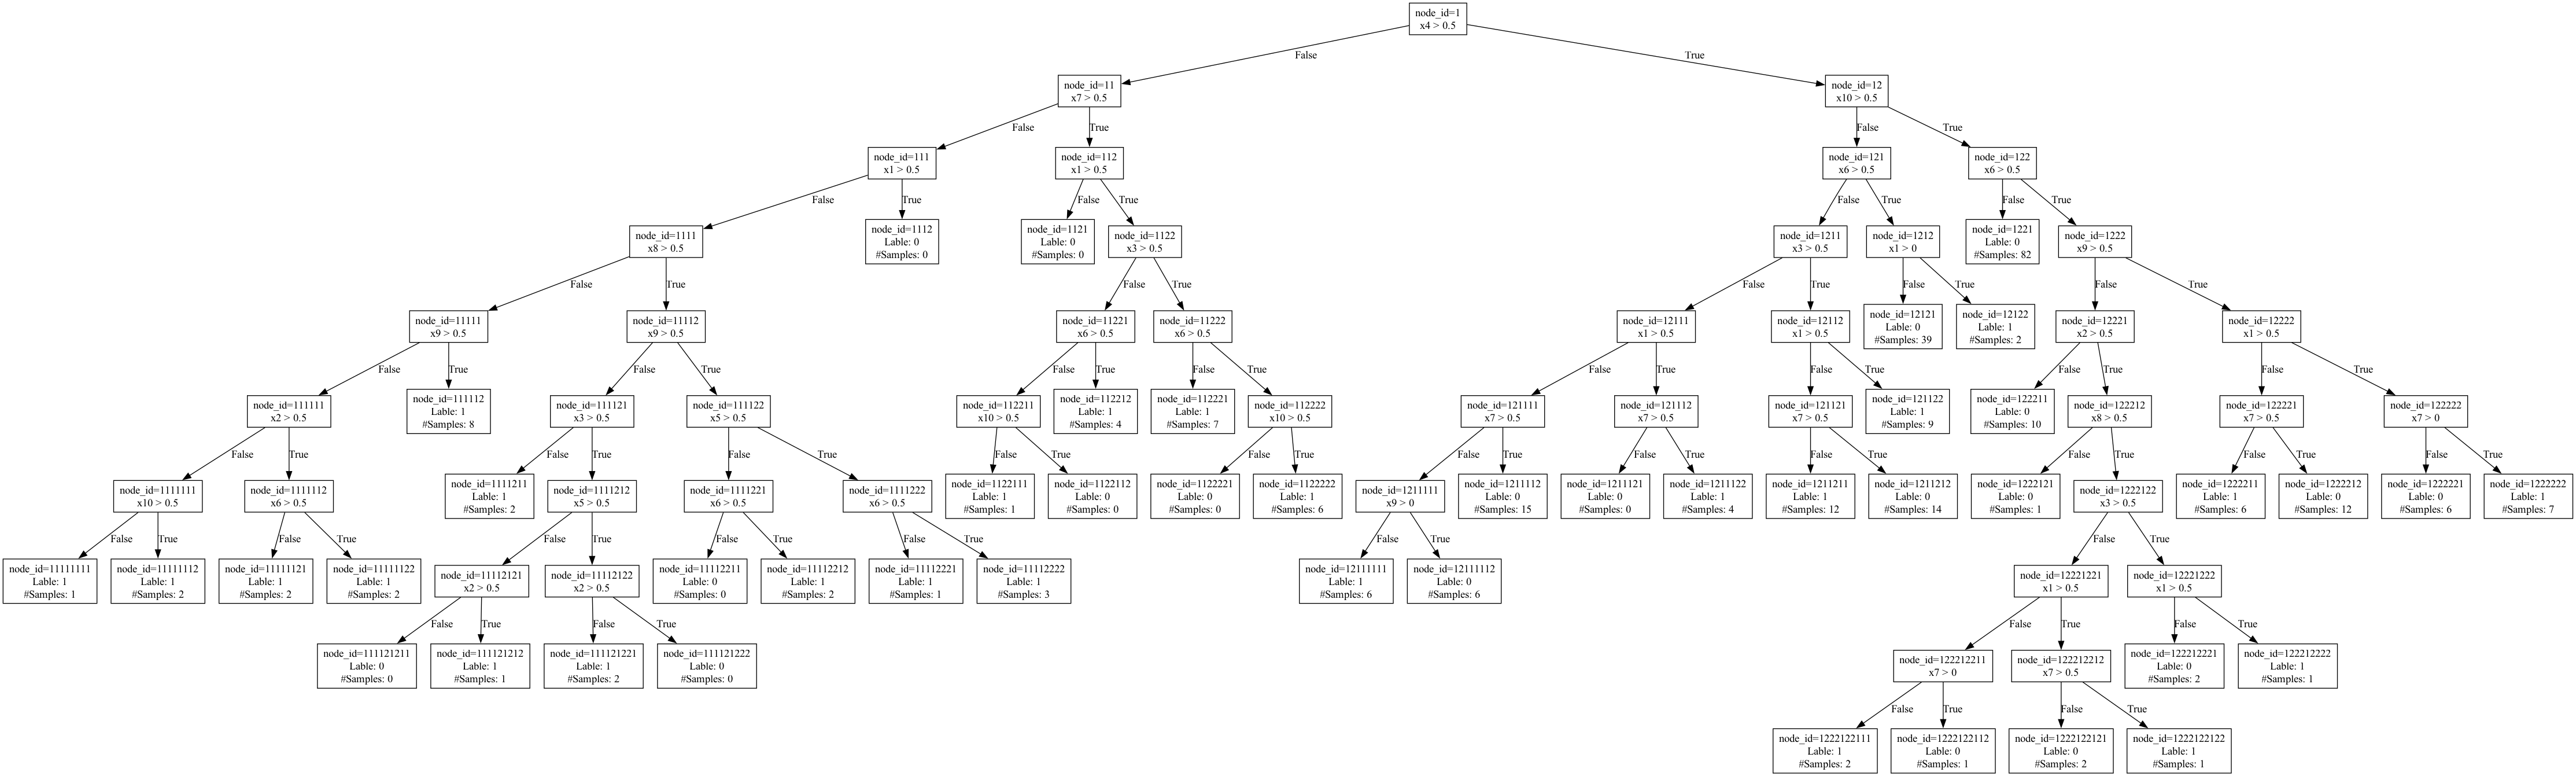 node_id=1
x4 > 0.5
False
True
node_id=11
x7 > 0.5
node_id=12
x10 > 0.5
False
True
False
True
node_id=111
x1 > 0.5
node_id=112
x1 > 0.5
node_id=121
x6 > 0.5
node_id=122
x6 > 0.5
False
True
False
True
False
True
False
True
node_id=1111
x8 > 0.5
node_id=1112
Lable: 0
#Samples: 0
node_id=1121
Lable: 0
#Samples: 0
node_id=1122
x3 > 0.5
node_id=1211
x3 > 0.5
node_id=1212
x1 > 0
node_id=1221
Lable: 0
#Samples: 82
node_id=1222
x9 > 0.5
False
True
False
True
False
True
False
True
False
True
node_id=11111
x9 > 0.5
node_id=11112
x9 > 0.5
node_id=11221
x6 > 0.5
node_id=11222
x6 > 0.5
node_id=12111
x1 > 0.5
node_id=12112
x1 > 0.5
node_id=12121
Lable: 0
#Samples: 39
node_id=12122
Lable: 1
#Samples: 2
node_id=12221
x2 > 0.5
node_id=12222
x1 > 0.5
False
True
False
True
False
True
False
True
False
True
False
True
False
True
False
True
node_id=111111
x2 > 0.5
node_id=111112
Lable: 1
#Samples: 8
node_id=111121
x3 > 0.5
node_id=111122
x5 > 0.5
node_id=112211
x10 > 0.5
node_id=112212
Lable: 1
#Samples: 4
node_id=112221
Lable: 1
#Samples: 7
node_id=112222
x10 > 0.5
node_id=121111
x7 > 0.5
node_id=121112
x7 > 0.5
node_id=121121
x7 > 0.5
node_id=121122
Lable: 1
#Samples: 9
node_id=122211
Lable: 0
#Samples: 10
node_id=122212
x8 > 0.5
node_id=122221
x7 > 0.5
node_id=122222
x7 > 0
False
True
False
True
False
True
False
True
False
True
False
True
False
True
False
True
False
True
False
True
False
True
node_id=1111111
x10 > 0.5
node_id=1111112
x6 > 0.5
node_id=1111211
Lable: 1
#Samples: 2
node_id=1111212
x5 > 0.5
node_id=1111221
x6 > 0.5
node_id=1111222
x6 > 0.5
node_id=1122111
Lable: 1
#Samples: 1
node_id=1122112
Lable: 0
#Samples: 0
node_id=1122221
Lable: 0
#Samples: 0
node_id=1122222
Lable: 1
#Samples: 6
node_id=1211111
x9 > 0
node_id=1211112
Lable: 0
#Samples: 15
node_id=1211121
Lable: 0
#Samples: 0
node_id=1211122
Lable: 1
#Samples: 4
node_id=1211211
Lable: 1
#Samples: 12
node_id=1211212
Lable: 0
#Samples: 14
node_id=1222121
Lable: 0
#Samples: 1
node_id=1222122
x3 > 0.5
node_id=1222211
Lable: 1
#Samples: 6
node_id=1222212
Lable: 0
#Samples: 12
node_id=1222221
Lable: 0
#Samples: 6
node_id=1222222
Lable: 1
#Samples: 7
False
True
False
True
False
True
False
True
False
True
False
True
False
True
node_id=11111111
Lable: 1
#Samples: 1
node_id=11111112
Lable: 1
#Samples: 2
node_id=11111121
Lable: 1
#Samples: 2
node_id=11111122
Lable: 1
#Samples: 2
node_id=11112121
x2 > 0.5
node_id=11112122
x2 > 0.5
node_id=11112211
Lable: 0
#Samples: 0
node_id=11112212
Lable: 1
#Samples: 2
node_id=11112221
Lable: 1
#Samples: 1
node_id=11112222
Lable: 1
#Samples: 3
node_id=12111111
Lable: 1
#Samples: 6
node_id=12111112
Lable: 0
#Samples: 6
node_id=12221221
x1 > 0.5
node_id=12221222
x1 > 0.5
False
True
False
True
False
True
False
True
node_id=111121211
Lable: 0
#Samples: 0
node_id=111121212
Lable: 1
#Samples: 1
node_id=111121221
Lable: 1
#Samples: 2
node_id=111121222
Lable: 0
#Samples: 0
node_id=122212211
x7 > 0
node_id=122212212
x7 > 0.5
node_id=122212221
Lable: 0
#Samples: 2
node_id=122212222
Lable: 1
#Samples: 1
False
True
False
True
node_id=1222122111
Lable: 1
#Samples: 2
node_id=1222122112
Lable: 0
#Samples: 1
node_id=1222122121
Lable: 0
#Samples: 2
node_id=1222122122
Lable: 1
#Samples: 1